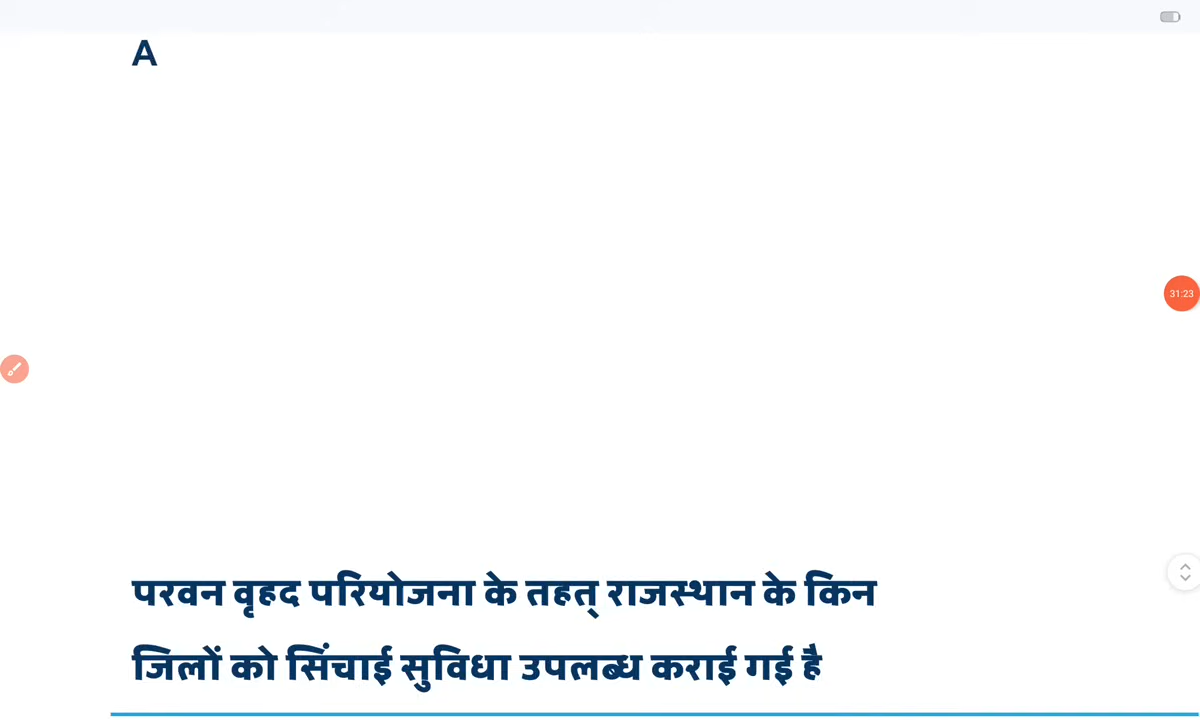 A
31:23
परवन वृहद परियोजना के तहत् राजस्थान के किन
जिलों को सिंचाई सुविधा उपलब्ध कराई गई है